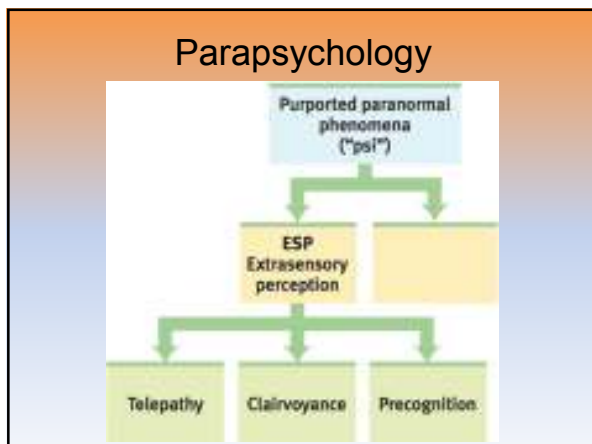 Parapsychology
Purported paranormal
phenomena
("psi")
ESP
Extrasensory
perception
Telepathy
Clairvoyance
Precognition